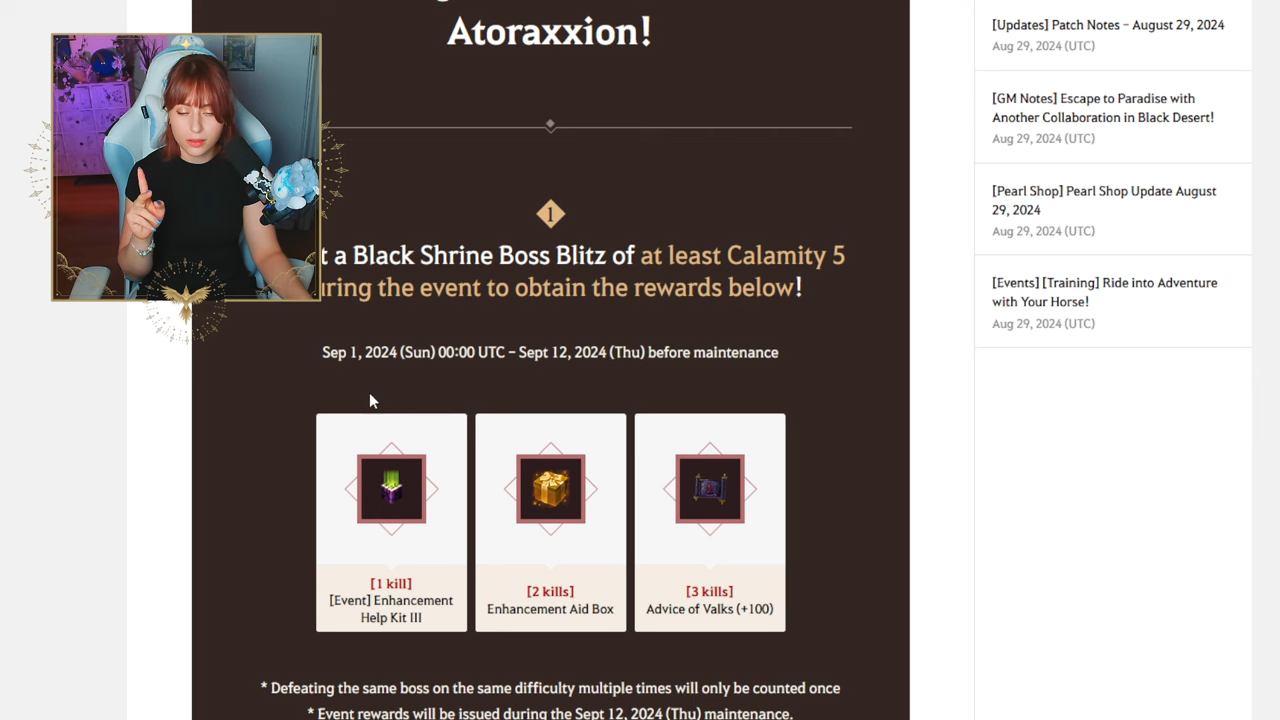 Atoraxxion!
1
t a Black Shrine Boss Blitz of at least Calamity 5
uring the event to obtain the rewards below!
Sep 1, 2024 (Sun) 00:00 UTC – Sept 12, 2024 (Thu) before maintenance
[1 kill]
[Event] Enhancement
Help Kit III
[2 kills]
Enhancement Aid Box
[3 kills]
Advice of Valks (+100)
* Defeating the same boss on the same difficulty multiple times will only be counted once
* Event rewards will be issued during the Sept 12, 2024 (Thu) maintenance.
[Updates] Patch Notes – August 29, 2024
Aug 29, 2024 (UTC)
[GM Notes] Escape to Paradise with
Another Collaboration in Black Desert!
Aug 29, 2024 (UTC)
[Pearl Shop] Pearl Shop Update August
29, 2024
Aug 29, 2024 (UTC)
[Events] [Training] Ride into Adventure
with Your Horse!
Aug 29, 2024 (UTC)